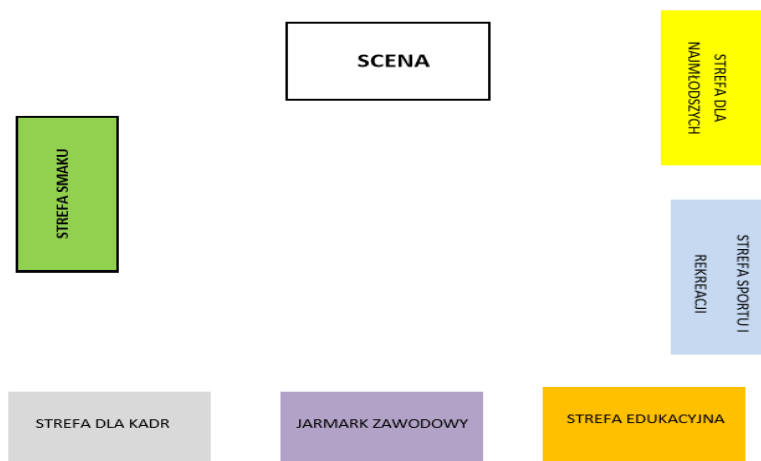 SCENA
STREFA DLA
NAJMŁODSZYCH
STREFA SMAKU
STREFA SPORTU I
REKREACJI
STREFA DLA KADR
JARMARK ZAWODOWY
STREFA EDUKACYJNA